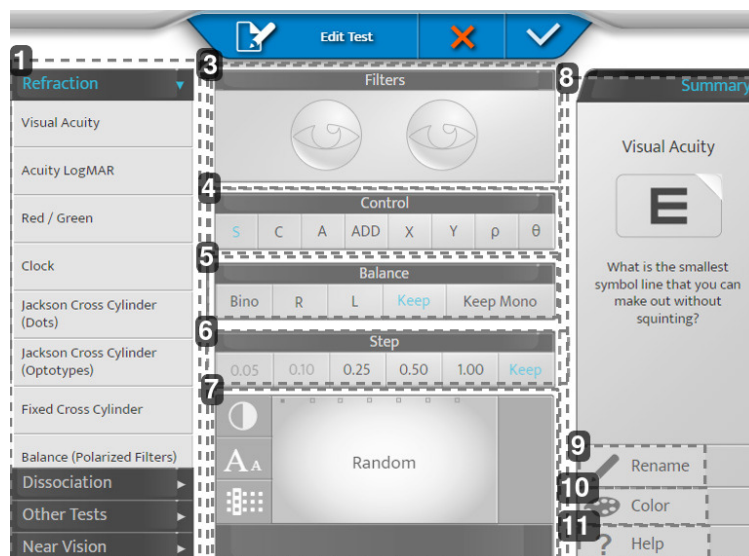 Edit Test
1
3
8
Refraction
Filters
Summary
Visual Acuity
Visual Acuity
Acuity LogMAR
E
4
Control
Red / Green
S C A ADD X Y ρ θ
5
Clock
Balance
What is the smallest
symbol line that you can
make out without
squinting?
Bino R L Keep Keep Mono
Jackson Cross Cylinder
(Dots)
6
Step
Jackson Cross Cylinder
(Optotypes)
0.05 0.10 0.25 0.50 1.00 Keep
7
Fixed Cross Cylinder
Balance (Polarized Filters)
AA
Random
9
Rename
Dissociation
10
Color
Other Tests
11
? Help
Near Vision